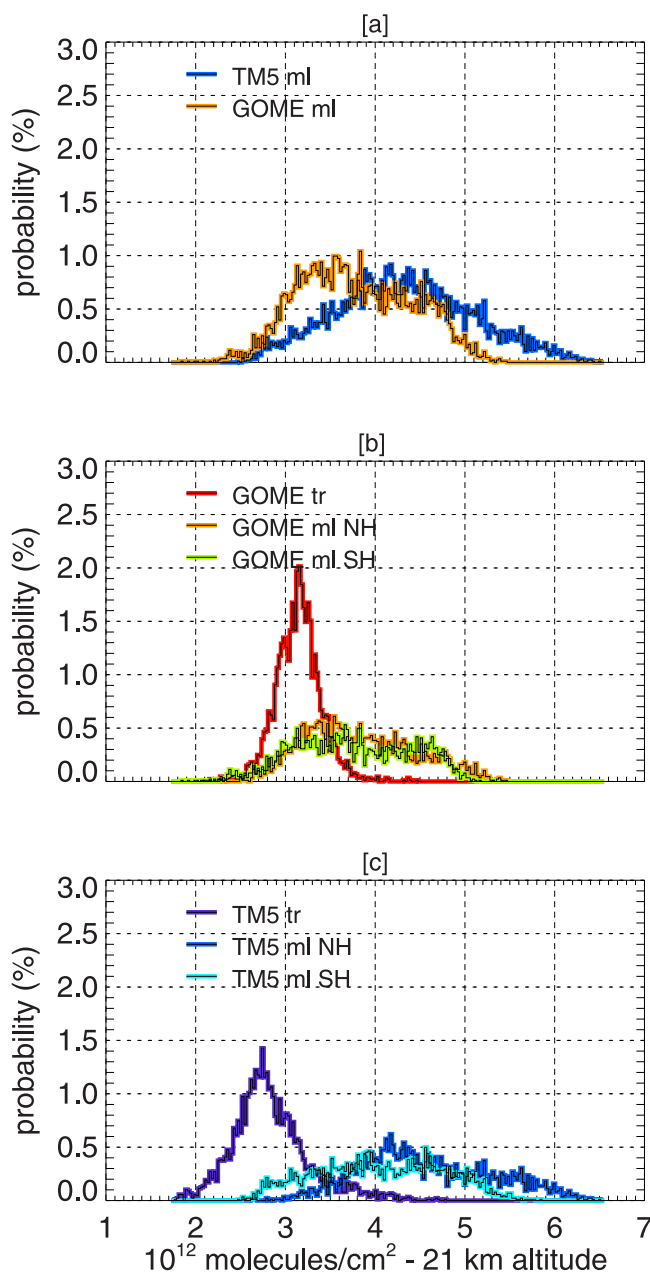 [a]
3.0
2.5
2.0
1.5
1.0
0.5
0.0
probability (%)
TM5 ml
GOME ml
[b]
3.0
2.5
2.0
1.5
1.0
0.5
0.0
probability (%)
GOME tr
GOME ml NH
GOME ml SH
[c]
3.0
2.5
2.0
1.5
1.0
0.5
0.0
probability (%)
TM5 tr
TM5 ml NH
TM5 ml SH
1 2 3 4 5 6 7
10¹² molecules/cm² - 21 km altitude